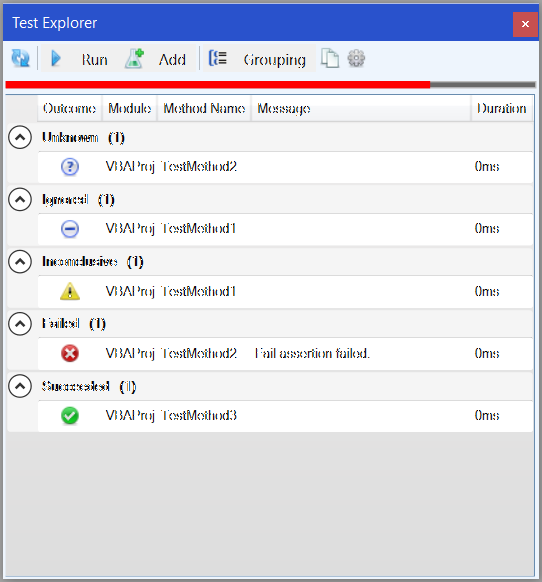 Test Explorer
Run Add Grouping
Outcome Module Method Name Message Duration
Unknown (1)
VBAProj TestMethod2 0ms
Ignored (1)
VBAProj TestMethod1 0ms
Inconclusive (1)
VBAProj TestMethod1 0ms
Failed (1)
VBAProj TestMethod2 Fail assertion failed. 0ms
Succeeded (1)
VBAProj TestMethod3 0ms